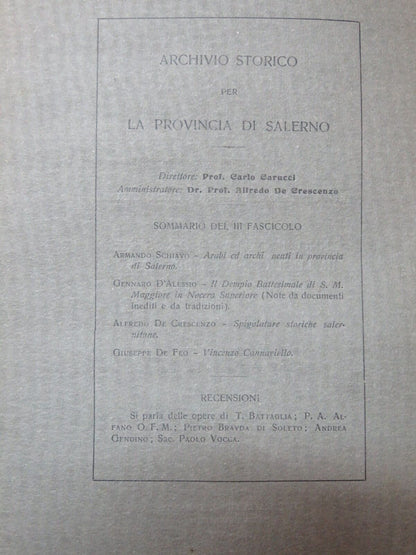 ARCHIVIO STORICO
PER
LA PROVINCIA DI SALERNO
Direttore: Prof. Carlo Carucci
Amministratore: Dr. Prof. Alfredo De Crescenzo
SOMMARIO DEL III FASCICOLO
ARMANDO SCHIAVO - Arabi ed archi nenti in provincia
di Salerno.
GENNARO D'ALESSIO - Il Tempio Battesimale di S. M.
Maggiore in Nocera Superiore (Note da documenti
inediti e da tradizioni).
ALFREDO DE CRESCENZO - Spigolature storiche saler-
nitane.
GIUSEPPE DE FEO - Vincenzo Cannariello.
RECENSIONI
Si parla delle opere di T. BATTAGLIA; P. A. AL-
FANO O. F. M.; PIETRO BRAYDA DI SOLETO; ANDREA
CENDINO; SAC. PAOLO VOCCA.